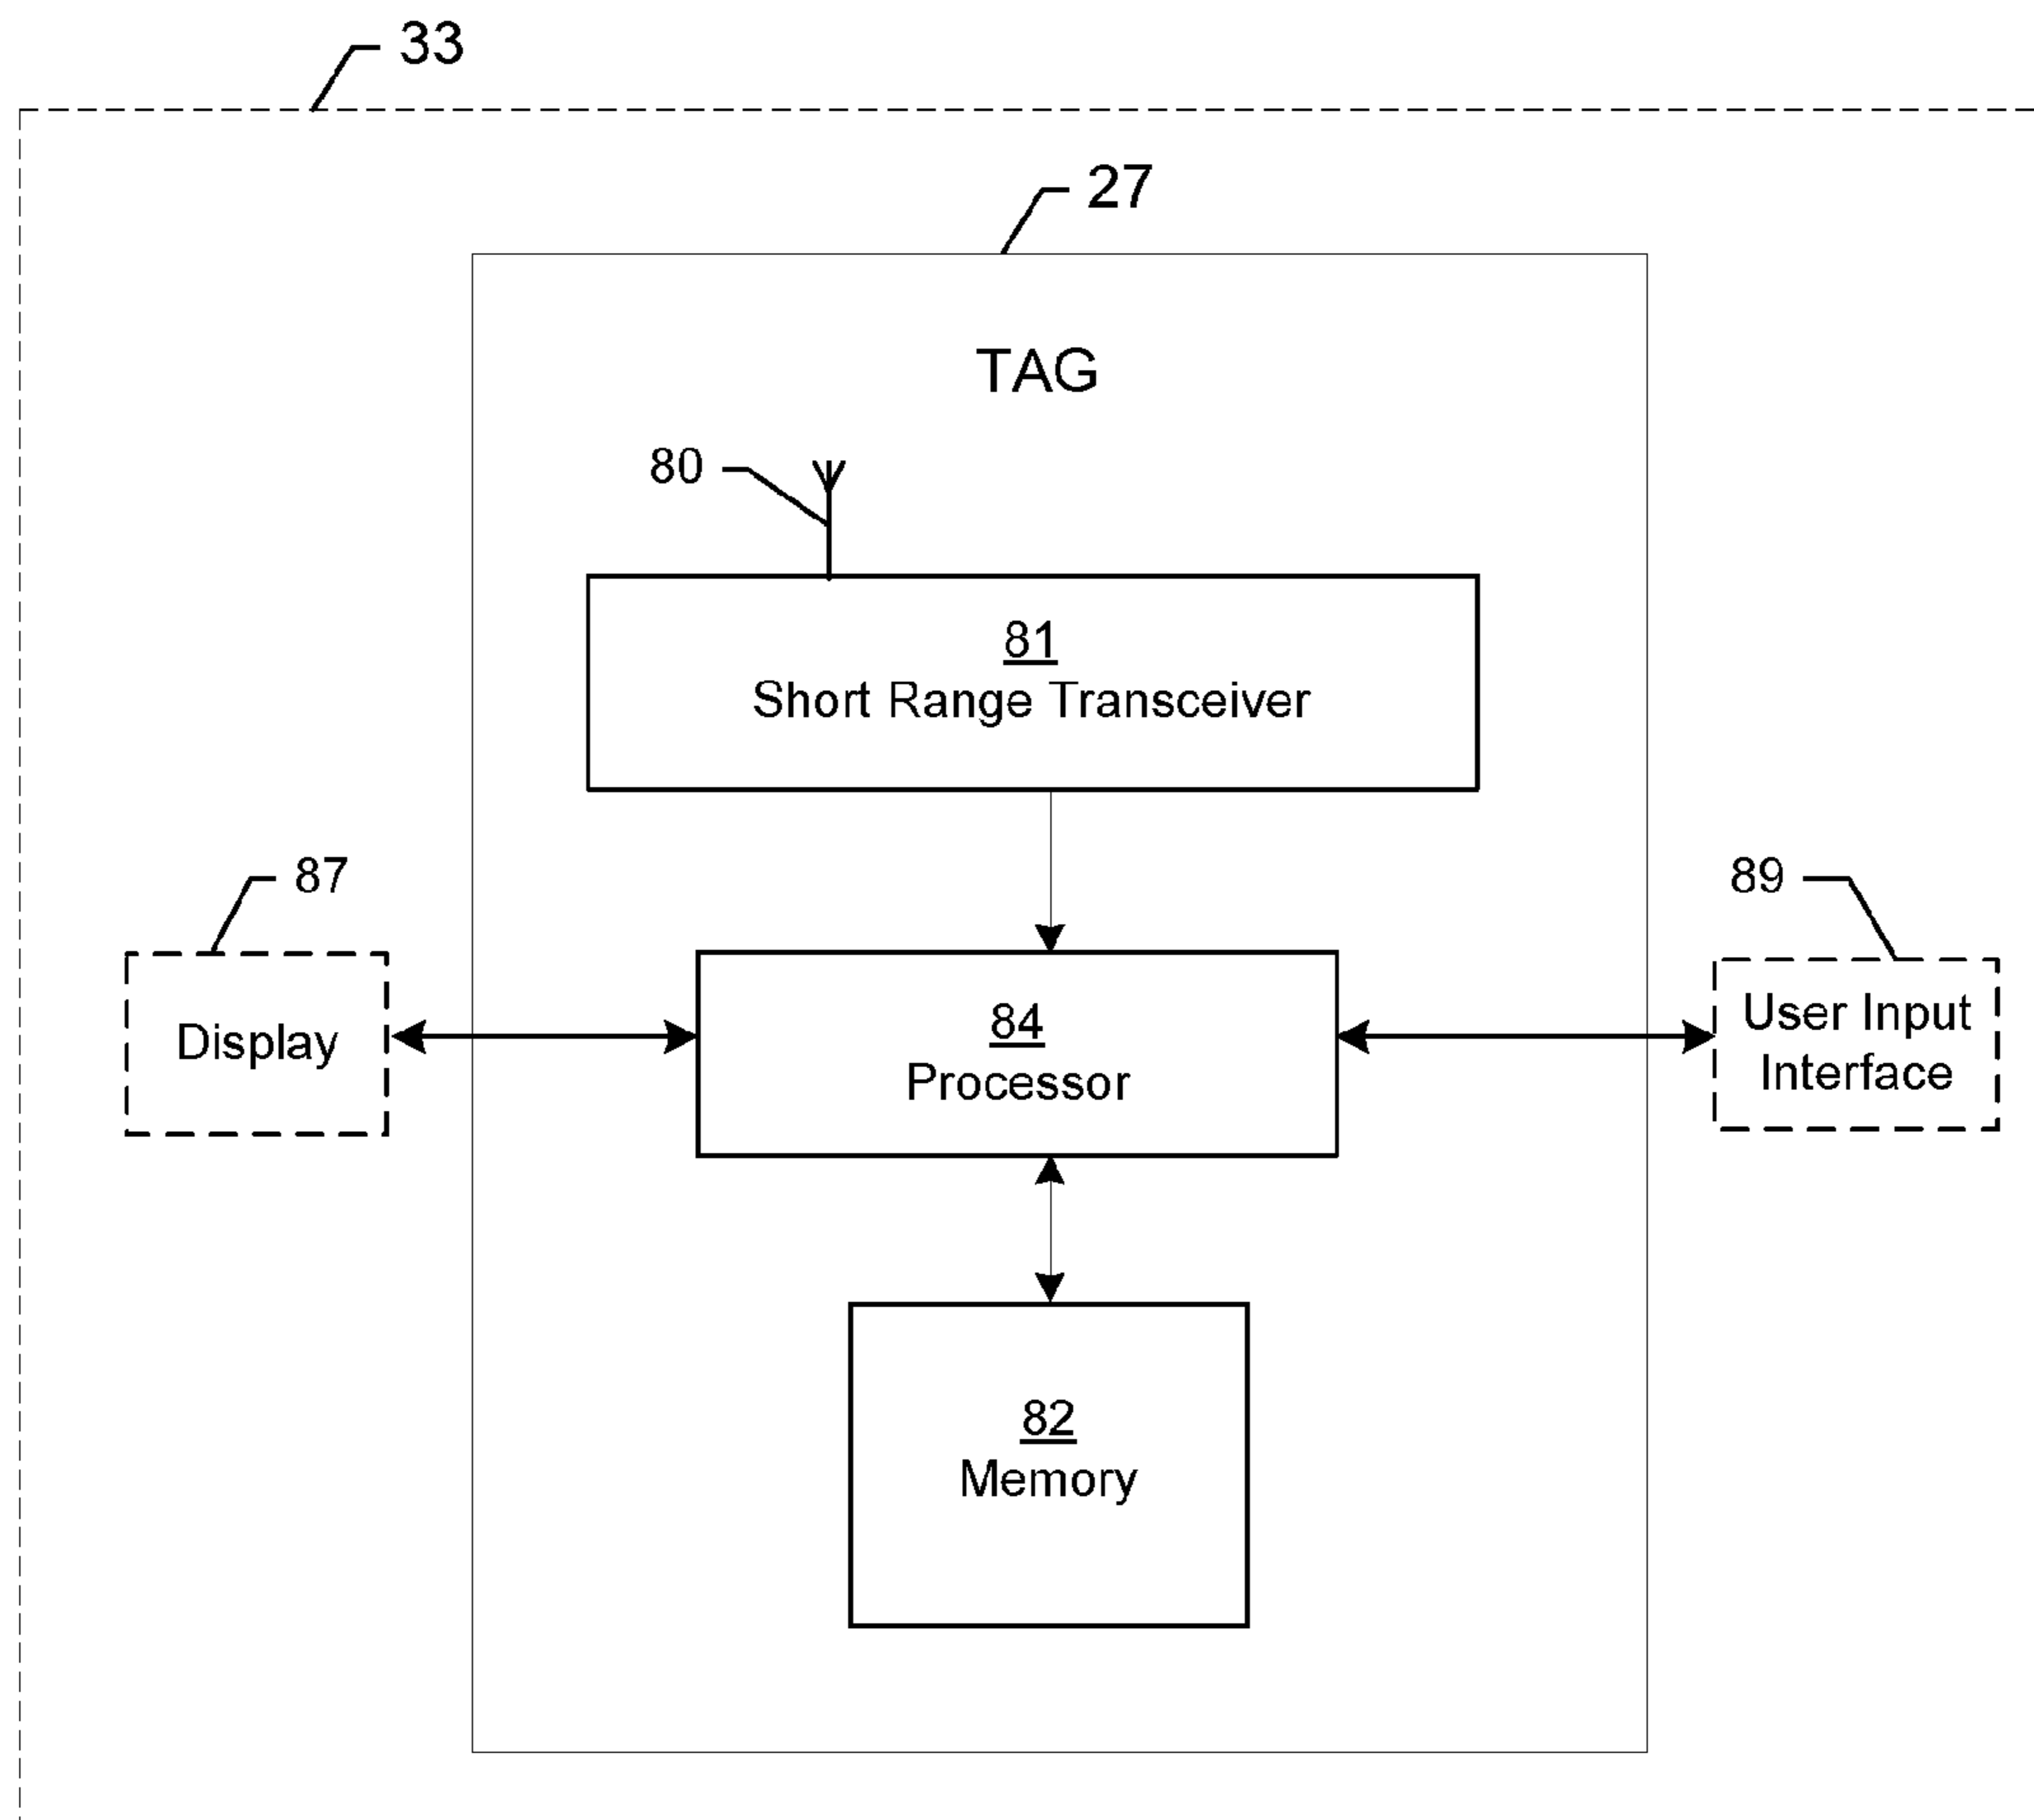 33
27
TAG
80
81
Short Range Transceiver
87
89
Display
84
Processor
User Input
Interface
82
Memory